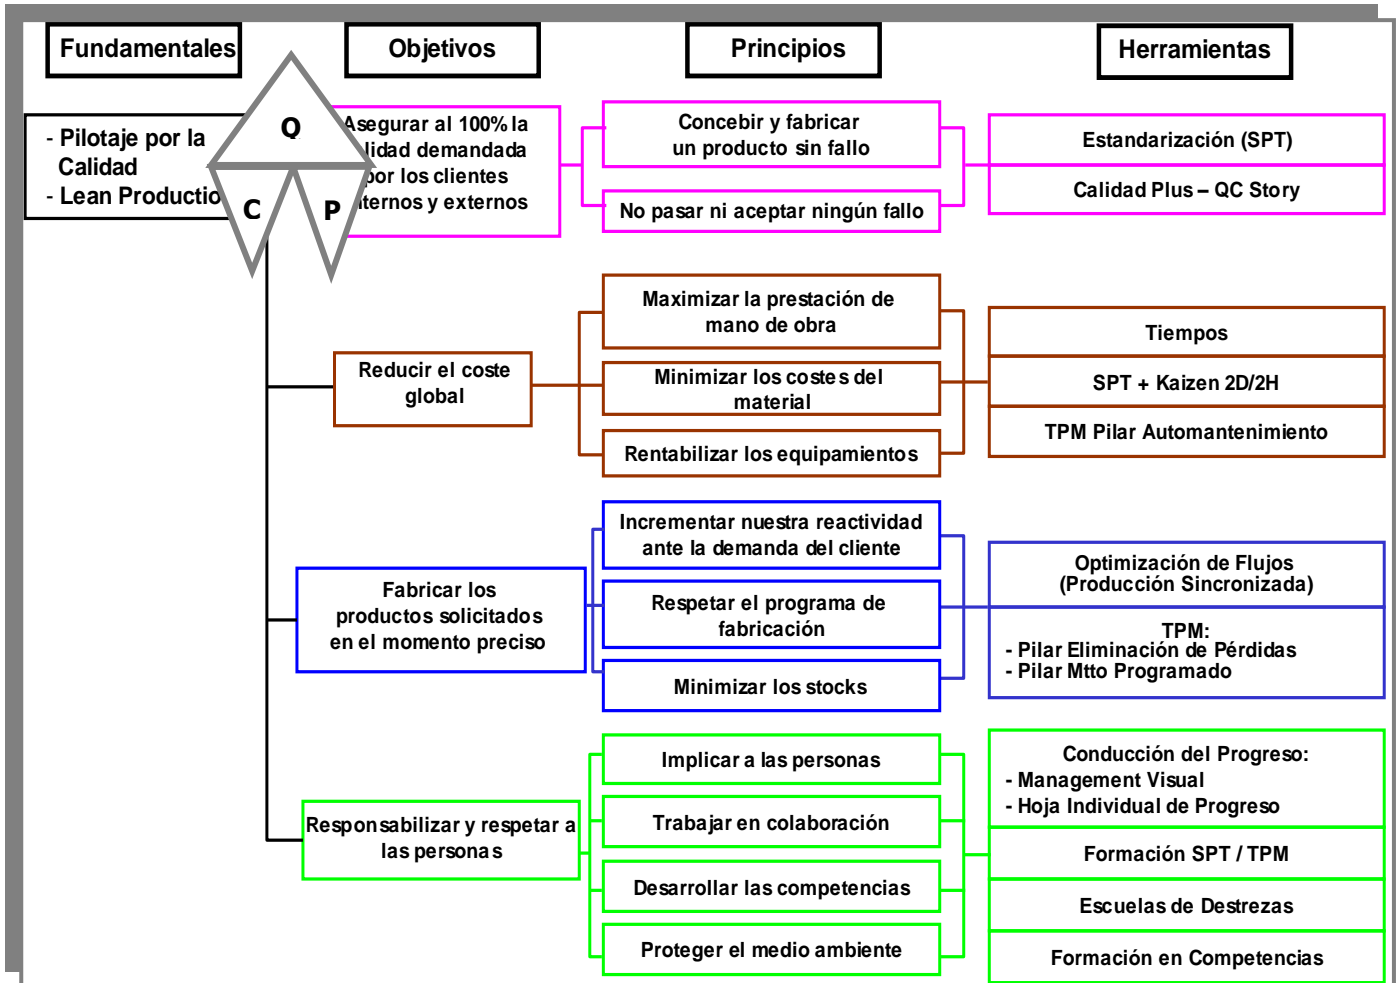 Fundamentales
Objetivos
Principios
Herramientas
- Pilotaje por la
Calidad
- Lean Productio
Q
C
P
Asegurar al 100% la
lidad demandada
por los clientes
ternos y externos
Concebir y fabricar
un producto sin fallo
No pasar ni aceptar ningún fallo
Estandarización (SPT)
Calidad Plus – QC Story
Reducir el coste
global
Maximizar la prestación de
mano de obra
Minimizar los costes del
material
Rentabilizar los equipamientos
Tiempos
SPT + Kaizen 2D/2H
TPM Pilar Automantenimiento
Fabricar los
productos solicitados
en el momento preciso
Incrementar nuestra reactividad
ante la demanda del cliente
Respetar el programa de
fabricación
Minimizar los stocks
Optimización de Flujos
(Producción Sincronizada)
TPM:
- Pilar Eliminación de Pérdidas
- Pilar Mtto Programado
Responsabilizar y respetar a
las personas
Implicar a las personas
Trabajar en colaboración
Desarrollar las competencias
Proteger el medio ambiente
Conducción del Progreso:
- Management Visual
- Hoja Individual de Progreso
Formación SPT / TPM
Escuelas de Destrezas
Formación en Competencias